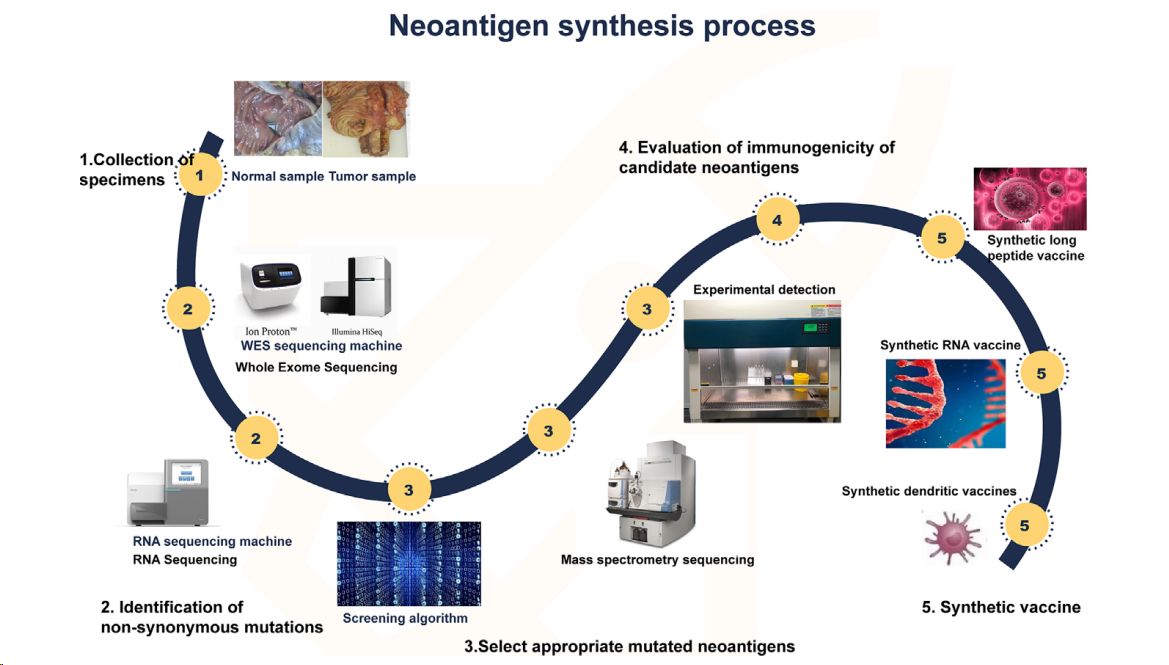 Neoantigen synthesis process
1.Collection of
specimens
1
Normal sample Tumor sample
2
Ion Proton™ Illumina HiSeq
WES sequencing machine
Whole Exome Sequencing
2
RNA sequencing machine
RNA Sequencing
2. Identification of
non-synonymous mutations
3
Screening algorithm
3
Mass spectrometry sequencing
3
Experimental detection
3.Select appropriate mutated neoantigens
4. Evaluation of immunogenicity of
candidate neoantigens
4
5
Synthetic long
peptide vaccine
Synthetic RNA vaccine
5
Synthetic dendritic vaccines
5
5. Synthetic vaccine